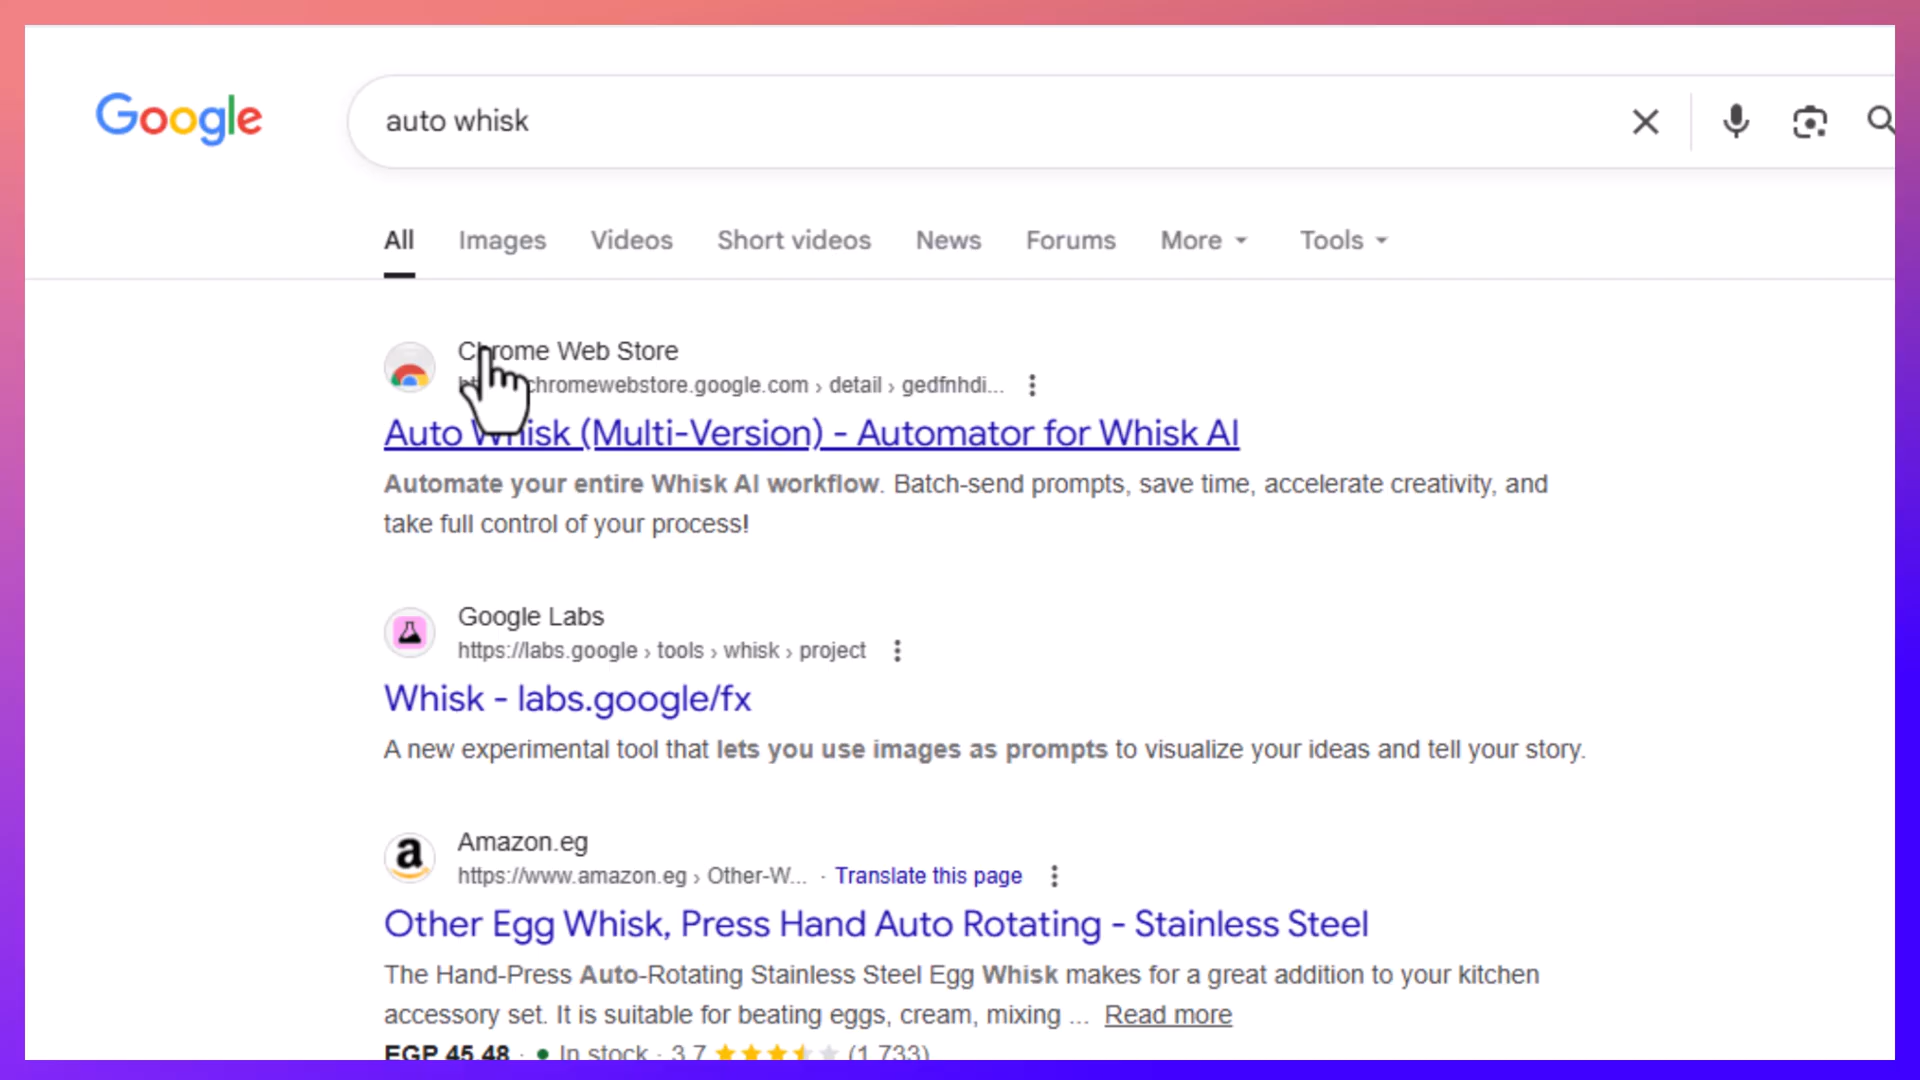 Google
auto whisk
All Images Videos Short videos News Forums More Tools
Chrome Web Store
chromewebstore.google.com › detail › gedfnhdi...
Auto Whisk (Multi-Version) - Automator for Whisk AI
Automate your entire Whisk AI workflow. Batch-send prompts, save time, accelerate creativity, and
take full control of your process!
Google Labs
https://labs.google › tools › whisk › project
Whisk - labs.google/fx
A new experimental tool that lets you use images as prompts to visualize your ideas and tell your story.
a
Amazon.eg
https://www.amazon.eg › Other-W... · Translate this page
Other Egg Whisk, Press Hand Auto Rotating - Stainless Steel
The Hand-Press Auto-Rotating Stainless Steel Egg Whisk makes for a great addition to your kitchen
accessory set. It is suitable for beating eggs, cream, mixing ... Read more
EGP 45.48 · In stock · 3.7 (1,733)